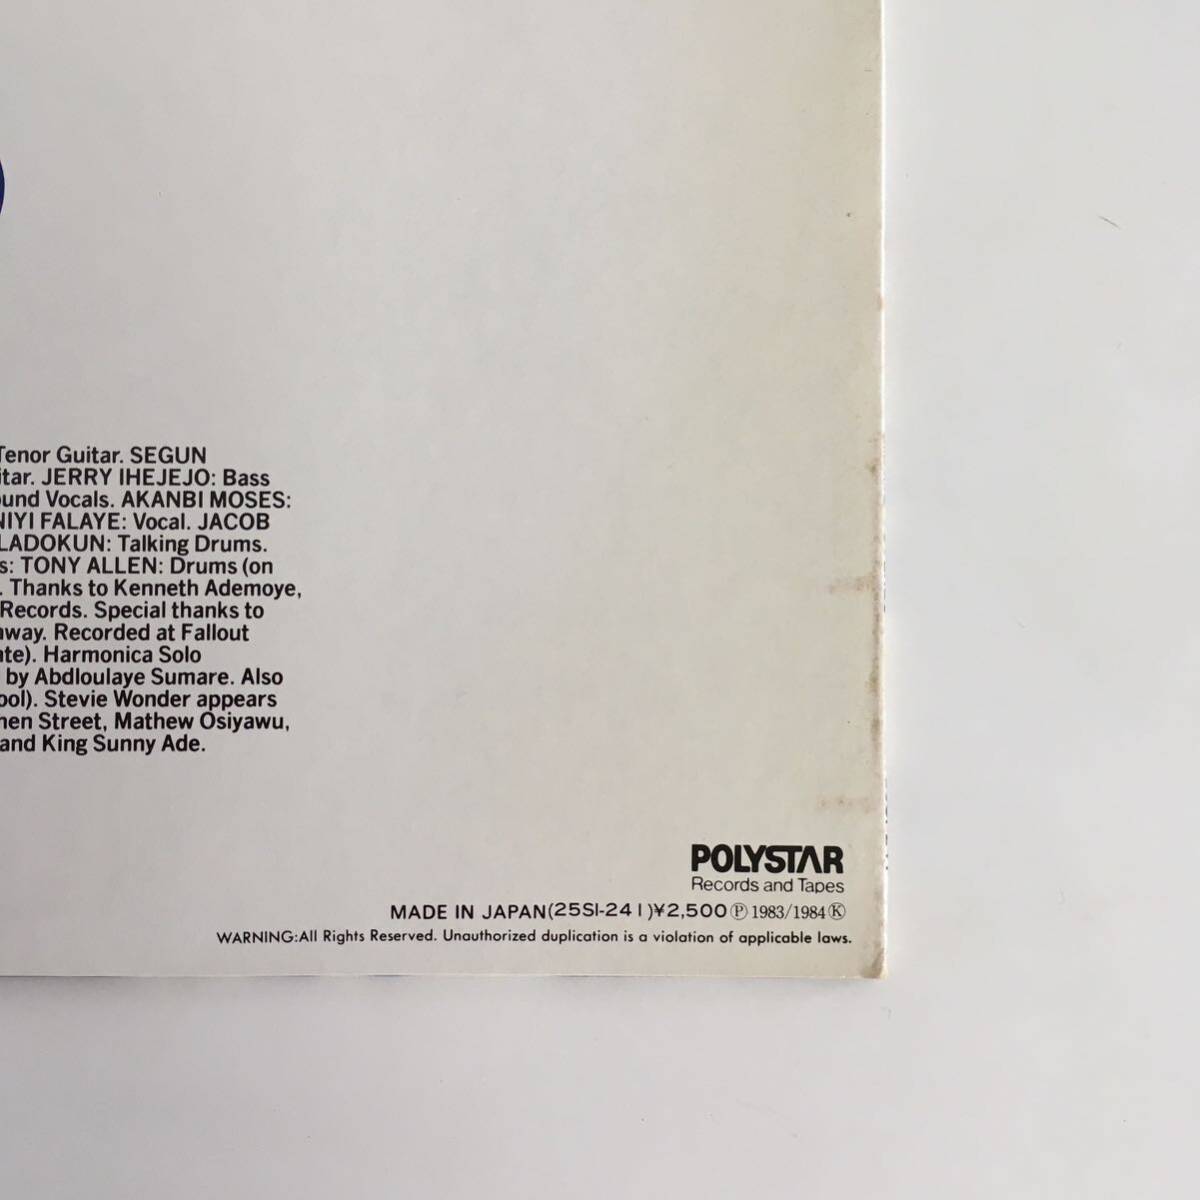 Tenor Guitar. SEGUN
itar. JERRY IHEJEJO: Bass
ound Vocals. AKANBI MOSES:
NIYI FALAYE: Vocal. JACOB
LADOKUN: Talking Drums.
s: TONY ALLEN: Drums (on
. Thanks to Kenneth Ademoye,
Records. Special thanks to
away. Recorded at Fallout
ate). Harmonica Solo
by Abdloulaye Sumare. Also
ool). Stevie Wonder appears
hen Street, Mathew Osiyawu,
and King Sunny Ade.
POLYSTAR
Records and Tapes
MADE IN JAPAN(25SI-241)¥2,500Ⓟ1983/1984Ⓚ
WARNING:All Rights Reserved. Unauthorized duplication is a violation of applicable laws.